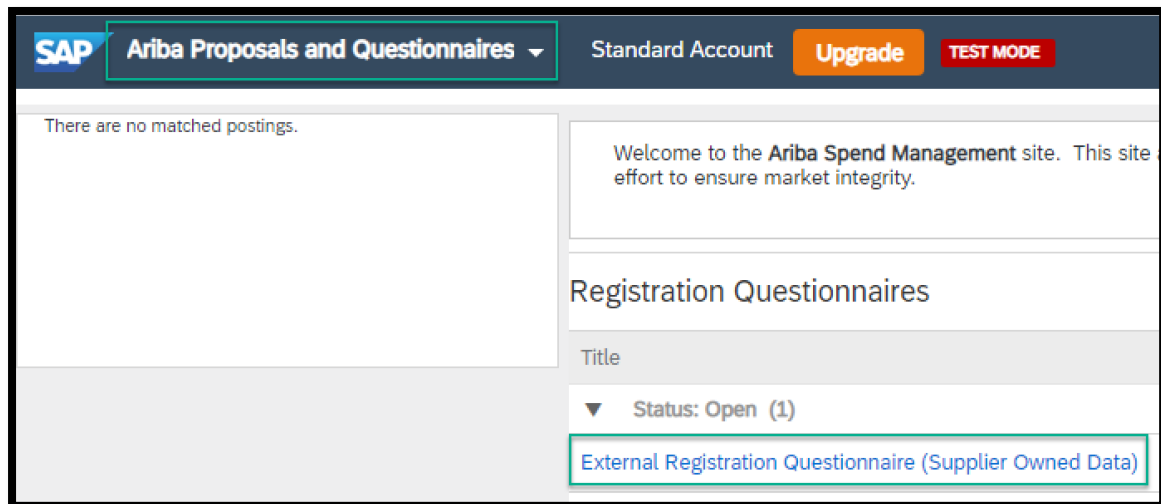 SAP Ariba Proposals and Questionnaires Standard Account Upgrade TEST MODE
There are no matched postings.
Welcome to the Ariba Spend Management site. This site
effort to ensure market integrity.
Registration Questionnaires
Title
Status: Open (1)
External Registration Questionnaire (Supplier Owned Data)